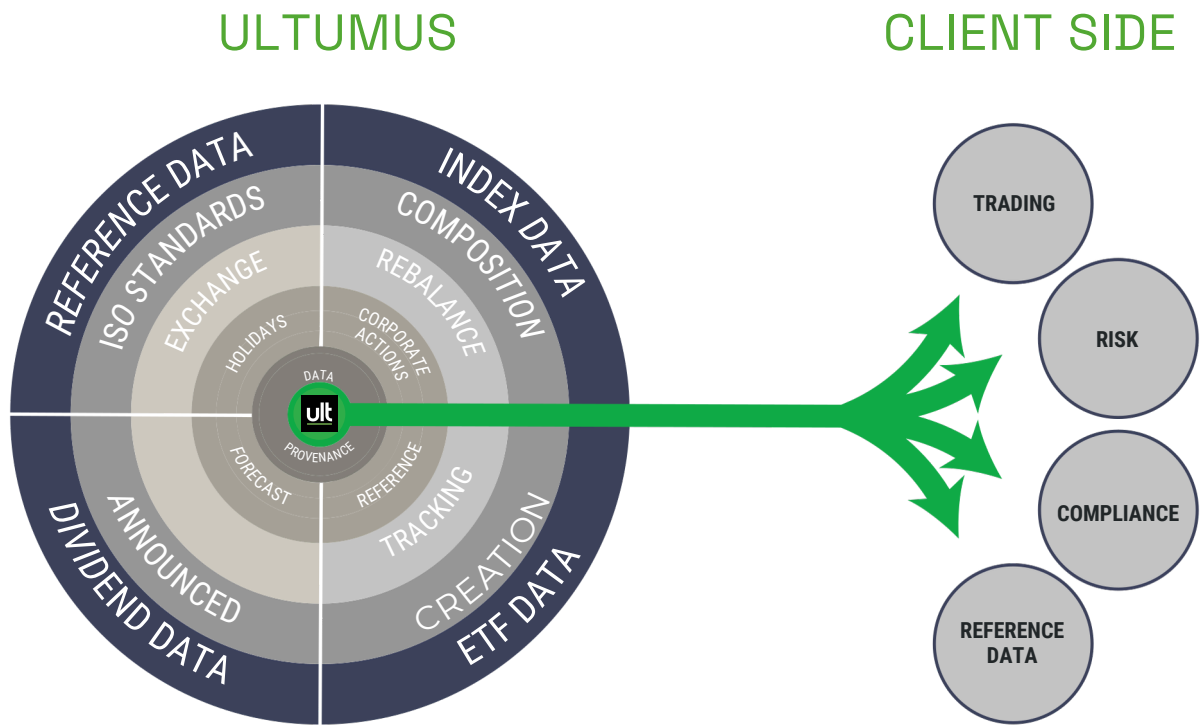 ULTUMUS
CLIENT SIDE
REFERENCE DATA
ISO STANDARDS
EXCHANGE
HOLIDAYS
INDEX DATA
COMPOSITION
REBALANCE
CORPORATE
ACTIONS
DATA
ult
PROVENANCE
DIVIDEND DATA
ANNOUNCED
FORECAST
ETF DATA
CREATION
TRACKING
REFERENCE
TRADING
RISK
COMPLIANCE
REFERENCE
DATA